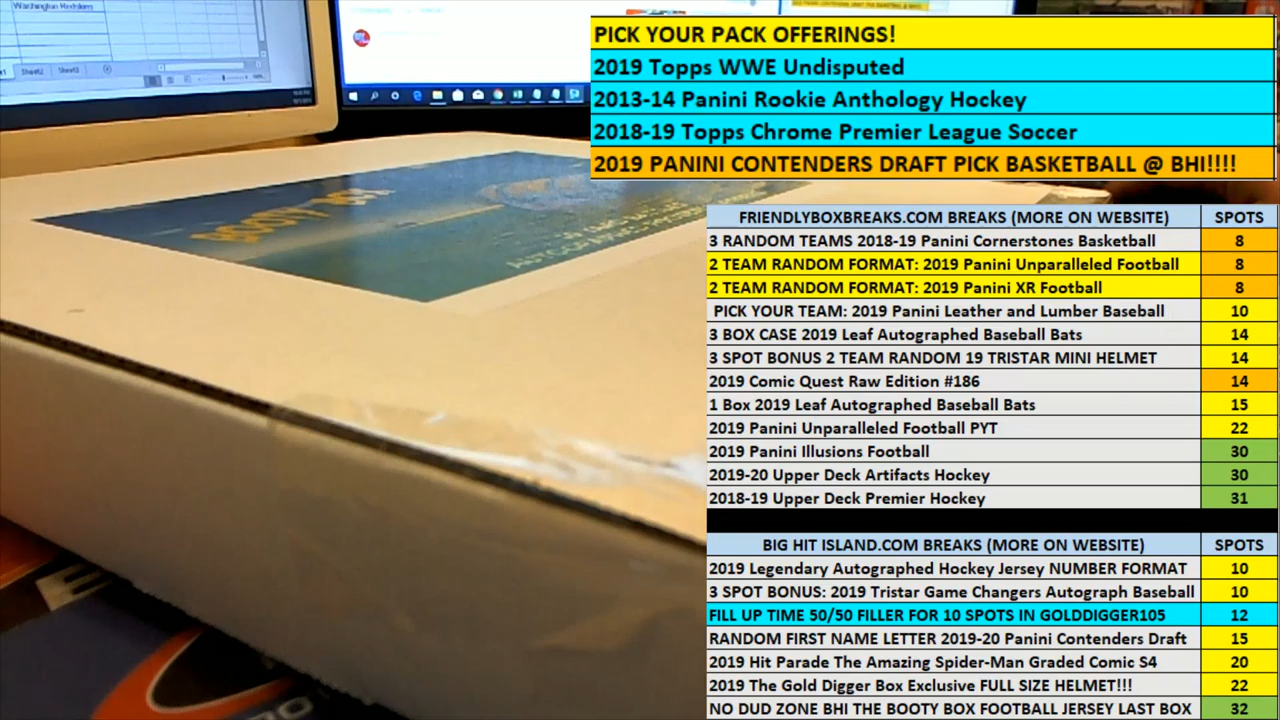 Washington Redskins
Sheet2 Sheet3
PICK YOUR PACK OFFERINGS!
2019 Topps WWE Undisputed
2013-14 Panini Rookie Anthology Hockey
2018-19 Topps Chrome Premier League Soccer
2019 PANINI CONTENDERS DRAFT PICK BASKETBALL @ BHI!!!!
BOOTY BOX
FRIENDLYBOXBREAKS.COM BREAKS (MORE ON WEBSITE) SPOTS
3 RANDOM TEAMS 2018-19 Panini Cornerstones Basketball 8
2 TEAM RANDOM FORMAT: 2019 Panini Unparalleled Football 8
2 TEAM RANDOM FORMAT: 2019 Panini XR Football 8
PICK YOUR TEAM: 2019 Panini Leather and Lumber Baseball 10
3 BOX CASE 2019 Leaf Autographed Baseball Bats 14
3 SPOT BONUS 2 TEAM RANDOM 19 TRISTAR MINI HELMET 14
2019 Comic Quest Raw Edition #186 14
1 Box 2019 Leaf Autographed Baseball Bats 15
2019 Panini Unparalleled Football PYT 22
2019 Panini Illusions Football 30
2019-20 Upper Deck Artifacts Hockey 30
2018-19 Upper Deck Premier Hockey 31
BIG HIT ISLAND.COM BREAKS (MORE ON WEBSITE) SPOTS
2019 Legendary Autographed Hockey Jersey NUMBER FORMAT 10
3 SPOT BONUS: 2019 Tristar Game Changers Autograph Baseball 10
FILL UP TIME 50/50 FILLER FOR 10 SPOTS IN GOLDDIGGER105 12
RANDOM FIRST NAME LETTER 2019-20 Panini Contenders Draft 15
2019 Hit Parade The Amazing Spider-Man Graded Comic S4 20
2019 The Gold Digger Box Exclusive FULL SIZE HELMET!!! 22
NO DUD ZONE BHI THE BOOTY BOX FOOTBALL JERSEY LAST BOX 32